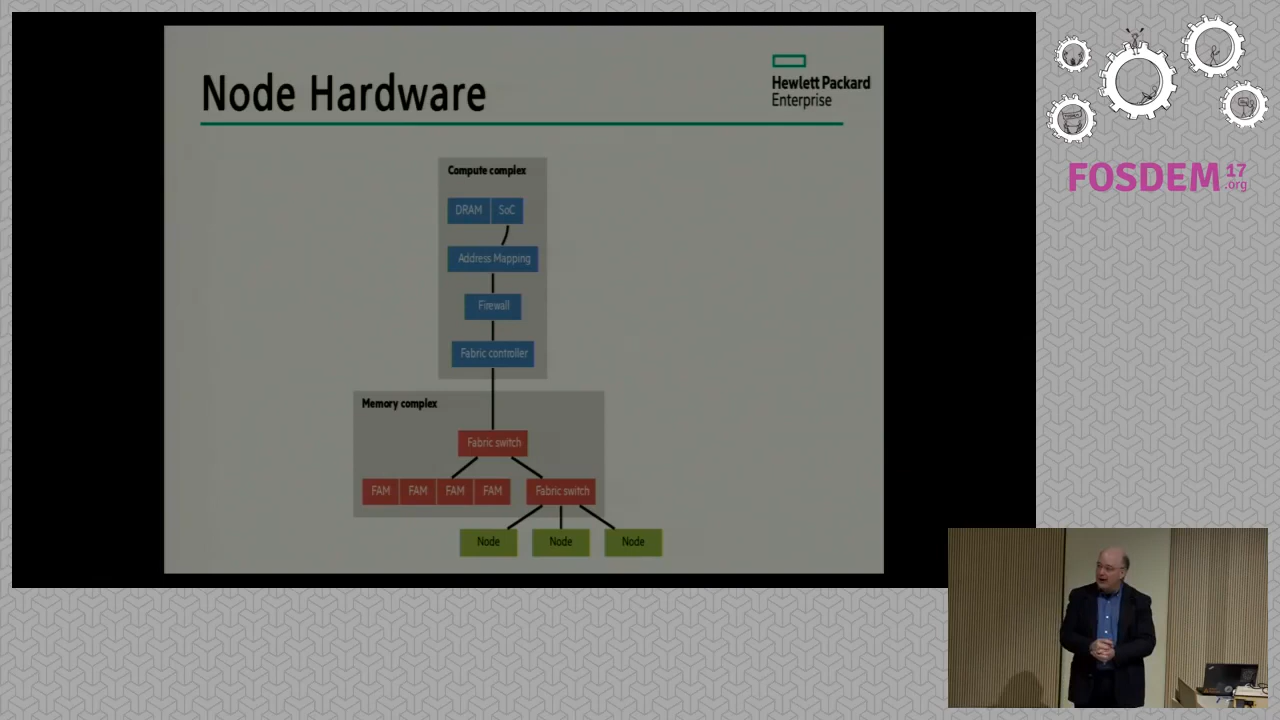 Node Hardware
Hewlett Packard
Enterprise
Compute complex
DRAM
SoC
Address Mapping
Firewall
Fabric controller
Memory complex
Fabric switch
FAM
FAM
FAM
FAM
Fabric switch
Node
Node
Node
FOSDEM 17
.org